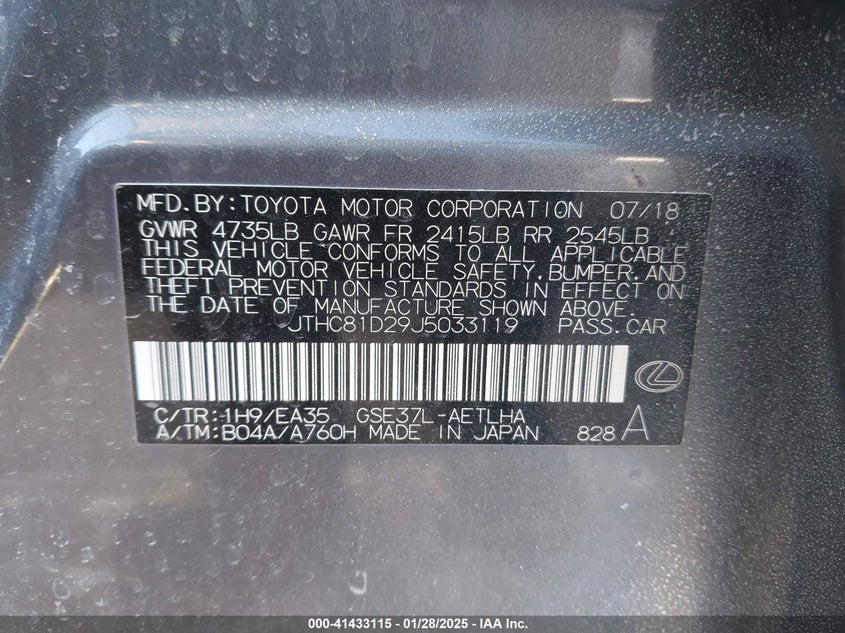 MFD.BY:TOYOTA MOTOR CORPORATION 07/18
GVWR 4735LB GAWR FR 2415LB RR 2545LB
THIS VEHICLE CONFORMS TO ALL APPLICABLE
FEDERAL MOTOR VEHICLE SAFETY,BUMPER,AND
THEFT PREVENTION STANDARDS IN EFFECT ON
THE DATE OF MANUFACTURE SHOWN ABOVE.
JTHC81D29J5033119 PASS.CAR
C/TR:1H9/EA35 GSE37L-AETLHA
A/TM:B04A/A760H MADE IN JAPAN 828 A
000-41433115 - 01/28/2025 - IAA Inc.